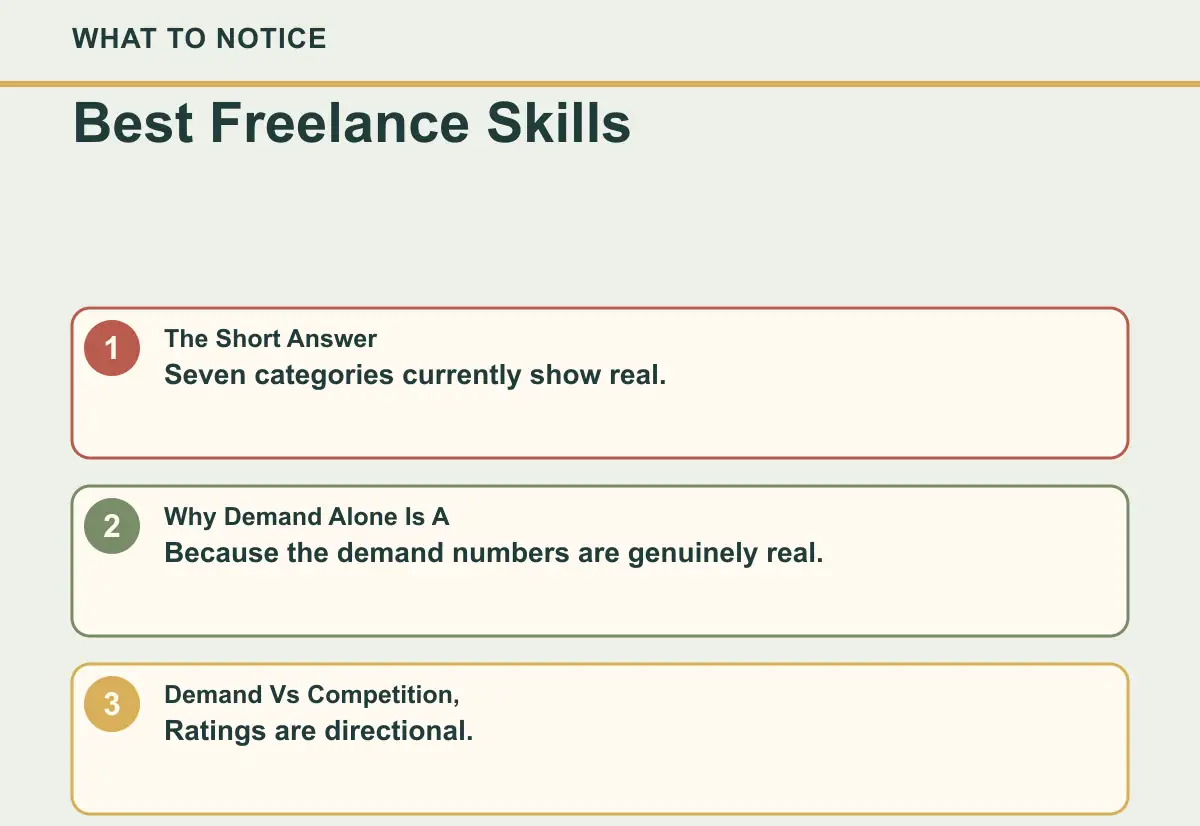 WHAT TO NOTICE
Best Freelance Skills
1
The Short Answer
Seven categories currently show real.
2
Why Demand Alone Is A
Because the demand numbers are genuinely real.
3
Demand Vs Competition,
Ratings are directional.